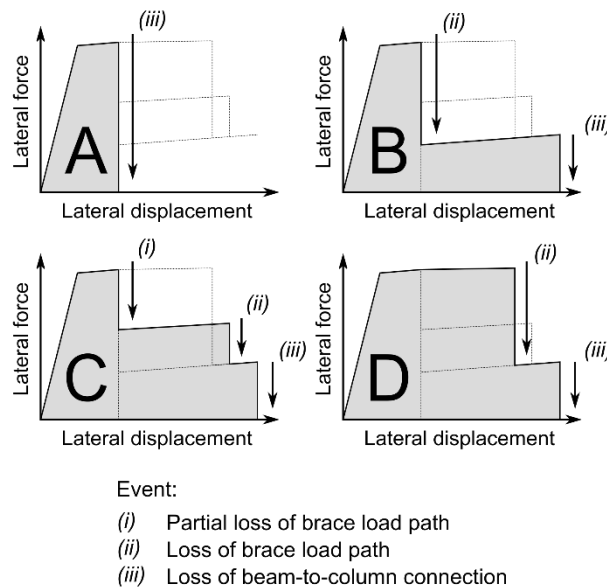 (iii)
Lateral force
A
Lateral displacement
(ii)
Lateral force
B
(iii)
Lateral displacement
(i)
Lateral force
(ii)
C
(iii)
Lateral displacement
(ii)
Lateral force
D
(iii)
Lateral displacement
Event:
(i) Partial loss of brace load path
(ii) Loss of brace load path
(iii) Loss of beam-to-column connection